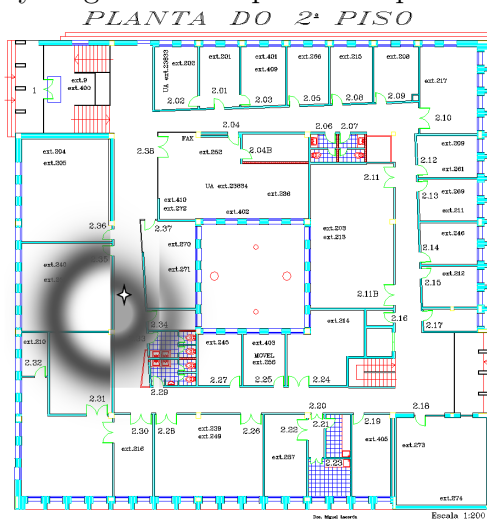 PLANTA DO 2º PISO
ext.9
ext.400
1
UA ext.23833
ext.202
ext.201
ext.401
ext.409
ext.266
ext.215
ext.208
ext.217
2.02
2.01
2.03
2.05
2.08
2.09
2.10
2.04
FAX
2.06
2.07
ext.204
ext.205
2.38
ext.252
2.04B
ext.209
2.12
ext.261
2.11
UA ext.23834
ext.236
2.13
ext.269
ext.211
ext.410
ext.272
ext.402
2.36
2.37
ext.203
ext.213
ext.246
2.14
ext.270
ext.271
ext.212
2.15
2.11B
2.34
ext.214
2.16
2.17
ext.210
ext.245
ext.403
MOVEL
ext.256
2.32
2.29
2.27
2.25
2.24
2.31
2.30
2.28
2.26
2.20
2.19
2.18
ext.239
ext.249
2.22
2.21
ext.405
ext.216
ext.257
2.23
ext.273
ext.274
Escala 1:200